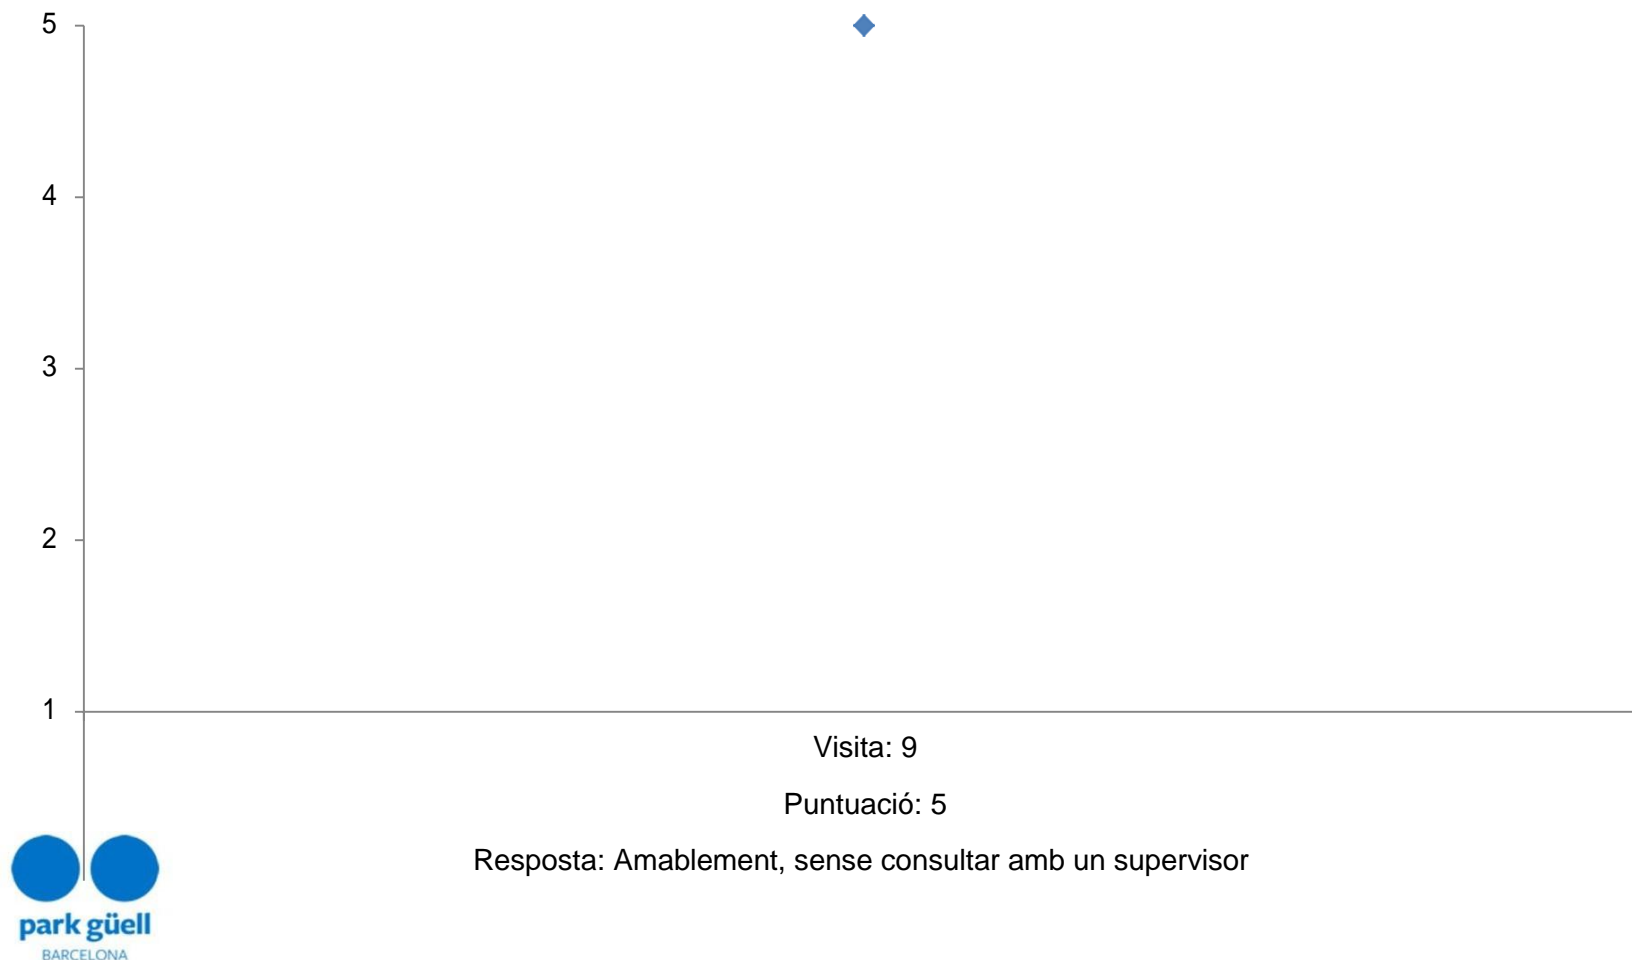 5
4
3
2
1
Visita: 9
Puntuació: 5
Resposta: Amablement, sense consultar amb un supervisor
park güell
BARCELONA